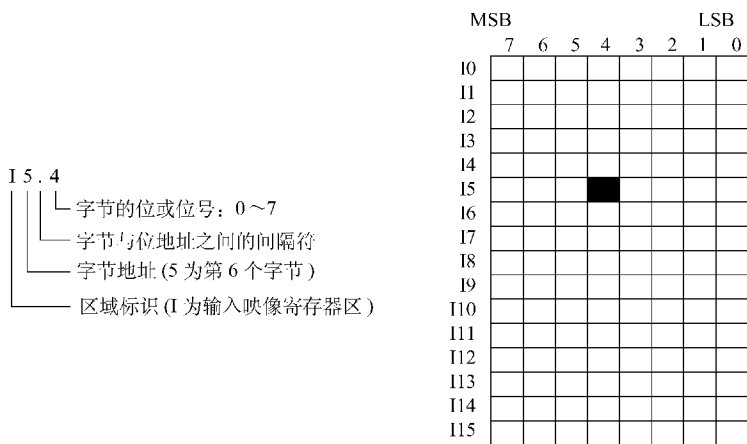 I 5 . 4
字节的位或位号：0～7
字节与位地址之间的间隔符
字节地址 (5 为第 6 个字节 )
区域标识 (I 为输入映像寄存器区 )
MSB LSB
7 6 5 4 3 2 1 0
I0
I1
I2
I3
I4
I5
I6
I7
I8
I9
I10
I11
I12
I13
I14
I15